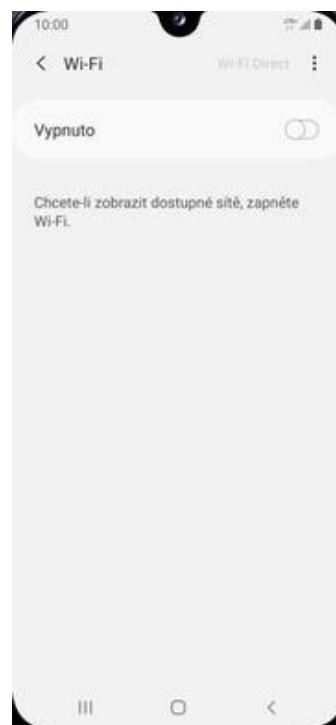 10:00
Wi-Fi
Wi-Fi Direct
Vypnuto
Chcete-li zobrazit dostupné sítě, zapněte
Wi-Fi.